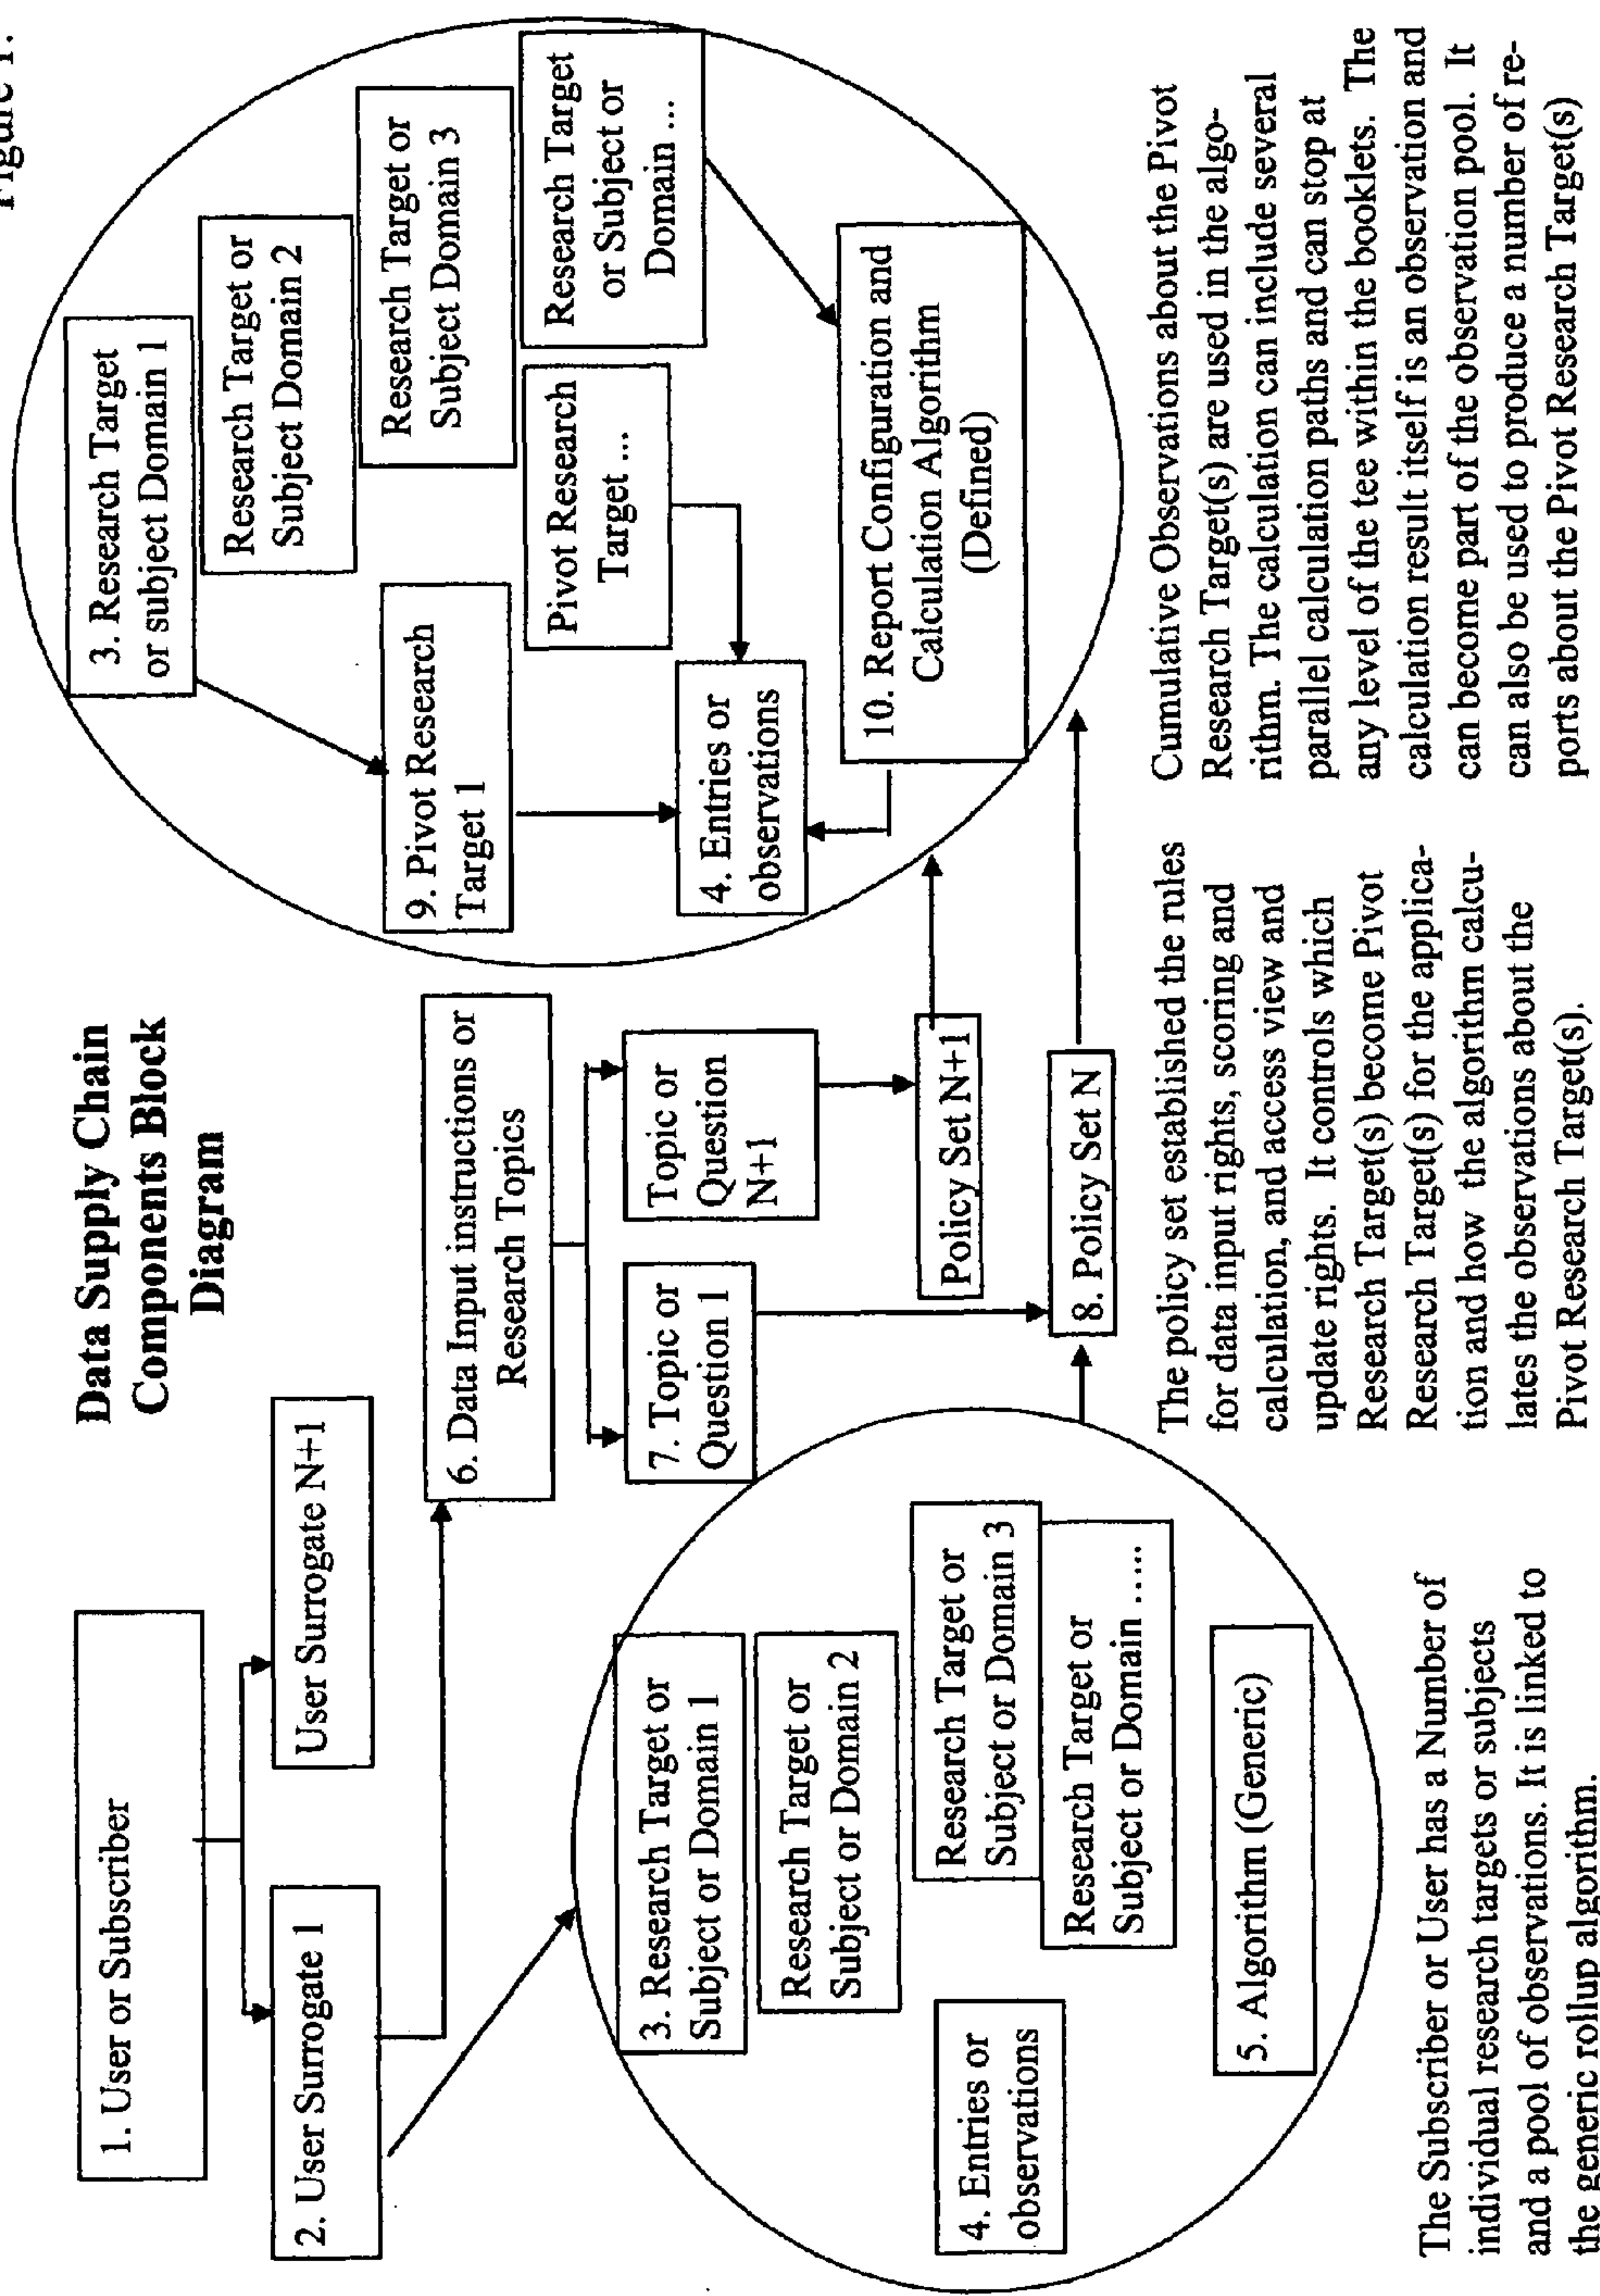 Figure 1.
Data Supply Chain
Components Block
Diagram
1. User or Subscriber
2. User Surrogate 1
User Surrogate N+1
3. Research Target or
Subject or Domain 1
Research Target or
Subject or Domain 2
Research Target or
Subject or Domain 3
Research Target or
Subject or Domain .....
4. Entries or
observations
5. Algorithm (Generic)
6. Data Input instructions or
Research Topics
7. Topic or
Question 1
Topic or
Question
N+1
Policy Set N+1
8. Policy Set N
3. Research Target
or subject Domain 1
Research Target or
Subject Domain 2
Research Target or
Subject Domain 3
Research Target
or Subject or
Domain ...
9. Pivot Research
Target 1
Pivot Research
Target ...
4. Entries or
observations
10. Report Configuration and
Calculation Algorithm
(Defined)
The Subscriber or User has a Number of
individual research targets or subjects
and a pool of observations. It is linked to
the generic rollup algorithm.
The policy set established the rules
for data input rights, scoring and
calculation, and access view and
update rights. It controls which
Research Target(s) become Pivot
Research Target(s) for the applica-
tion and how the algorithm calcu-
lates the observations about the
Pivot Research Target(s).
Cumulative Observations about the Pivot
Research Target(s) are used in the algo-
rithm. The calculation can include several
parallel calculation paths and can stop at
any level of the tee within the booklets. The
calculation result itself is an observation and
can become part of the observation pool. It
can also be used to produce a number of re-
ports about the Pivot Research Target(s)